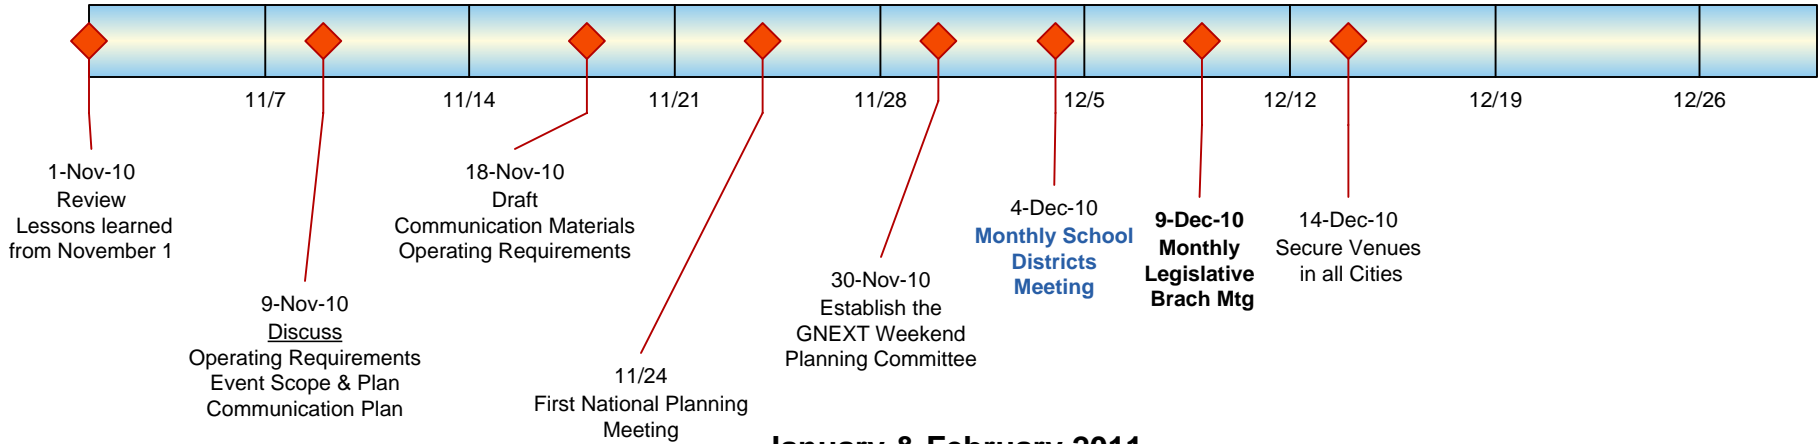 11/7
11/14
11/21
11/28
12/5
12/12
12/19
12/26
1-Nov-10
Review
Lessons learned
from November 1
9-Nov-10
Discuss
Operating Requirements
Event Scope & Plan
Communication Plan
18-Nov-10
Draft
Communication Materials
Operating Requirements
11/24
First National Planning
Meeting
30-Nov-10
Establish the
GNEXT Weekend
Planning Committee
4-Dec-10
Monthly School
Districts
Meeting
9-Dec-10
Monthly
Legislative
Brach Mtg
14-Dec-10
Secure Venues
in all Cities
January & February 2011